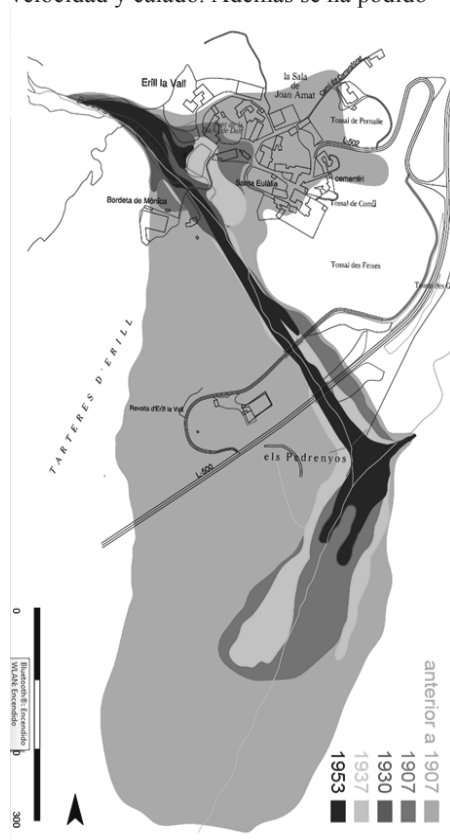 velocidad y calado. Además se ha podido
Erill la Vall
la Sala
de
Joan Amat
Tossal de Pernalle
L-500
Santa Eulàlia
cementiri
Bordeta de Mònica
Tossal de Comú
Tossal des Feixes
TARTERES D'ERILL
Revolta d'Erill la Vall
els Pedrenyos
L-500
0
300
Bluetooth®: Encendido
WLAN: Encendido
anterior a 1907
1907
1930
1937
1953